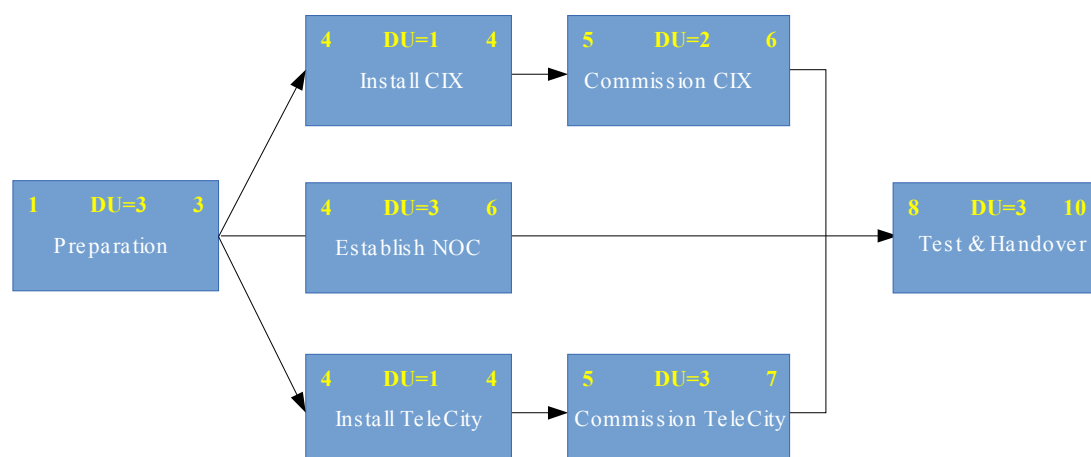 4 DU=1 4
Install CIX
5 DU=2 6
Commission CIX
1 DU=3 3
Preparation
4 DU=3 6
Establish NOC
8 DU=3 10
Test & Handover
4 DU=1 4
Install TeleCity
5 DU=3 7
Commission TeleCity